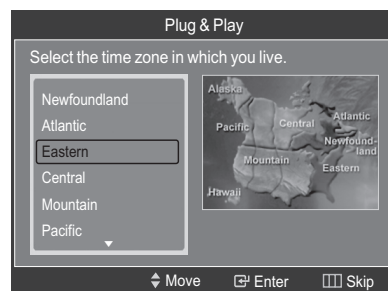 Plug & Play
Select the time zone in which you live.
Newfoundland
Atlantic
Eastern
Central
Mountain
Pacific
Alaska
Pacific
Central
Atlantic
Newfound-
land
Mountain
Eastern
Hawaii
Move Enter Skip